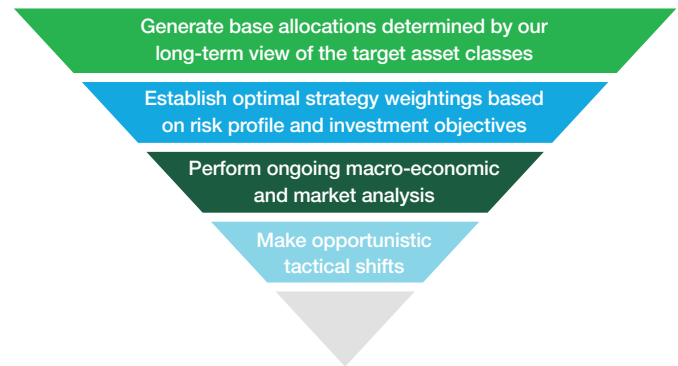 Generate base allocations determined by our
long-term view of the target asset classes
Establish optimal strategy weightings based
on risk profile and investment objectives
Perform ongoing macro-economic
and market analysis
Make opportunistic
tactical shifts